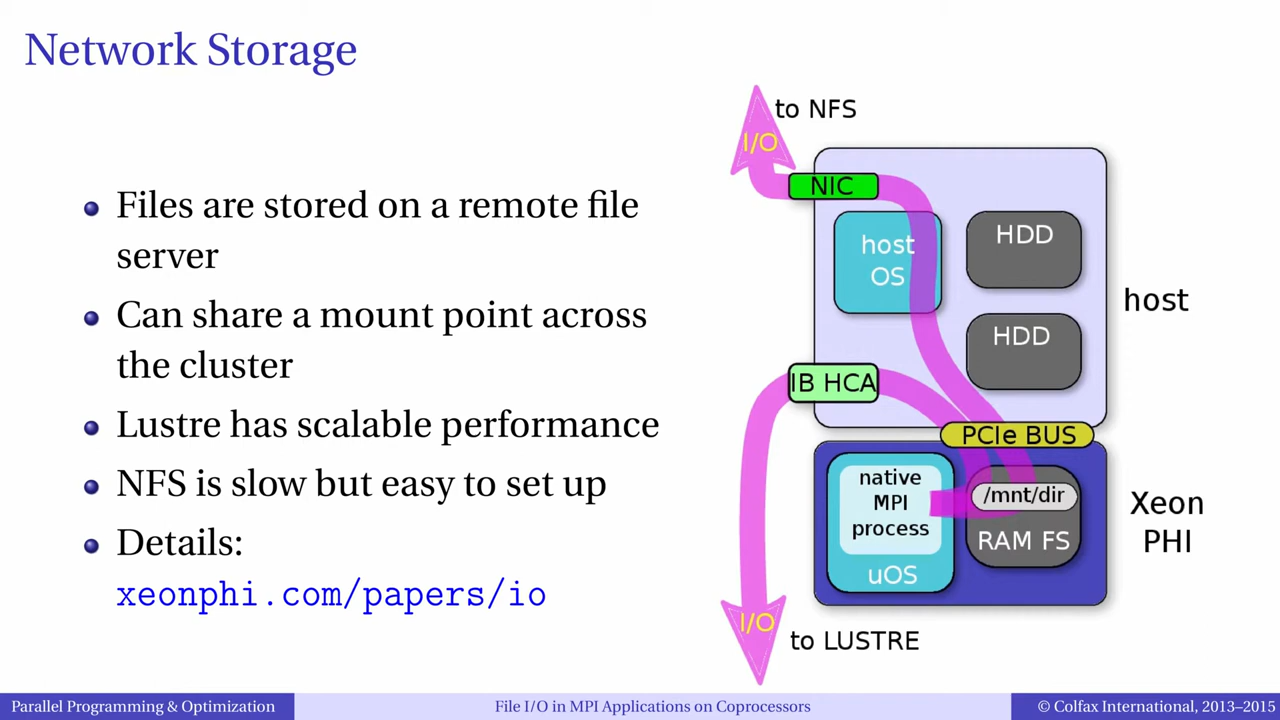 Network Storage
Files are stored on a remote file
server
Can share a mount point across
the cluster
Lustre has scalable performance
NFS is slow but easy to set up
Details:
xeonphi.com/papers/io
to NFS
I/O
NIC
host
OS
HDD
HDD
host
IB HCA
PCIe BUS
native
MPI
process
uOS
/mnt/dir
RAM FS
Xeon
PHI
I/O
to LUSTRE
Parallel Programming & Optimization
File I/O in MPI Applications on Coprocessors
© Colfax International, 2013–2015